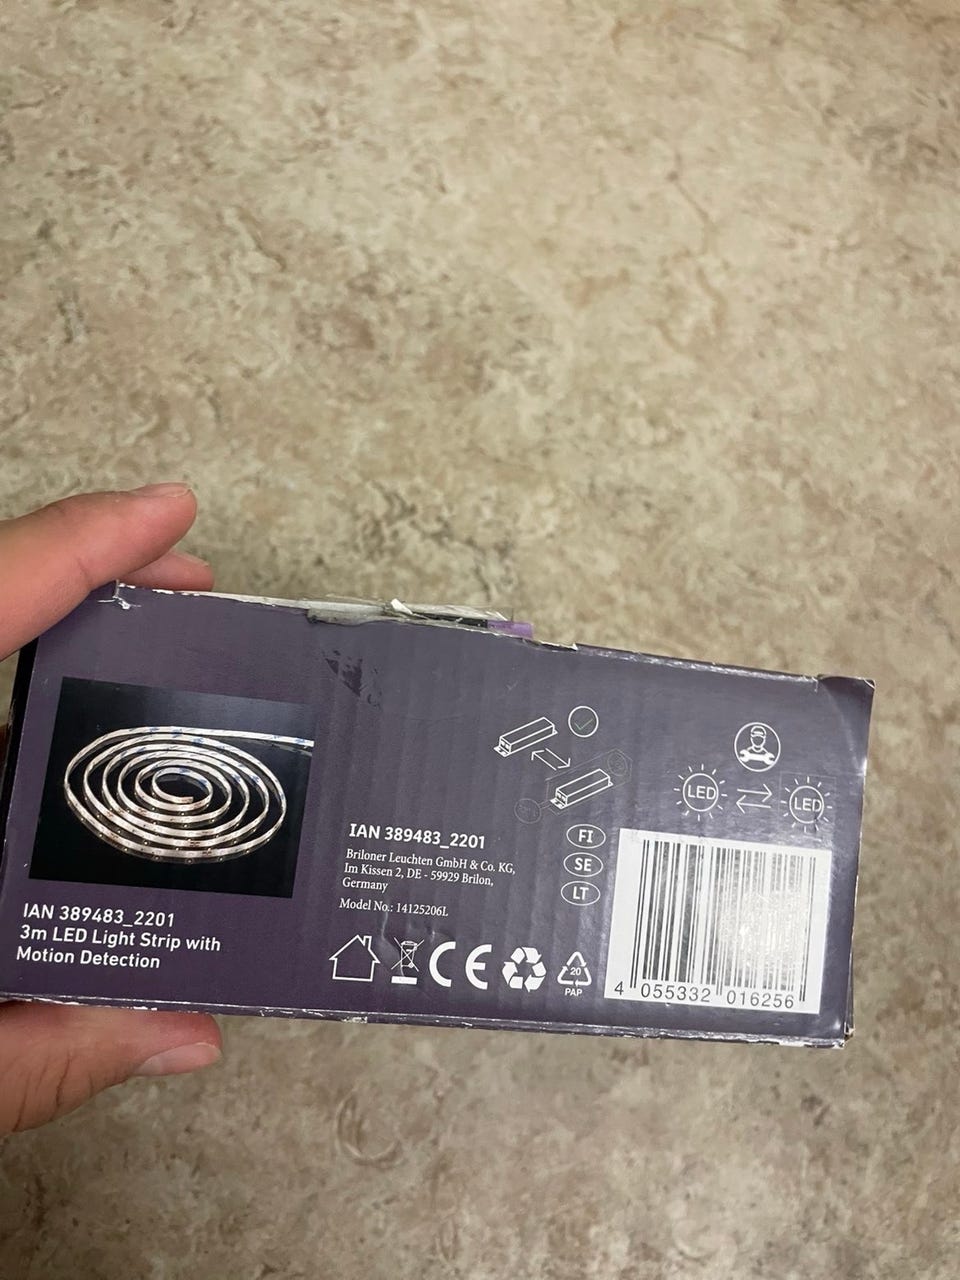 IAN 389483_2201
3m LED Light Strip with
Motion Detection
IAN 389483_2201
Briloner Leuchten GmbH & Co. KG,
Im Kissen 2, DE - 59929 Brilon,
Germany
Model No.: 14125206L
FI
SE
LT
LED
LED
CE
20
PAP
4 055332 016256